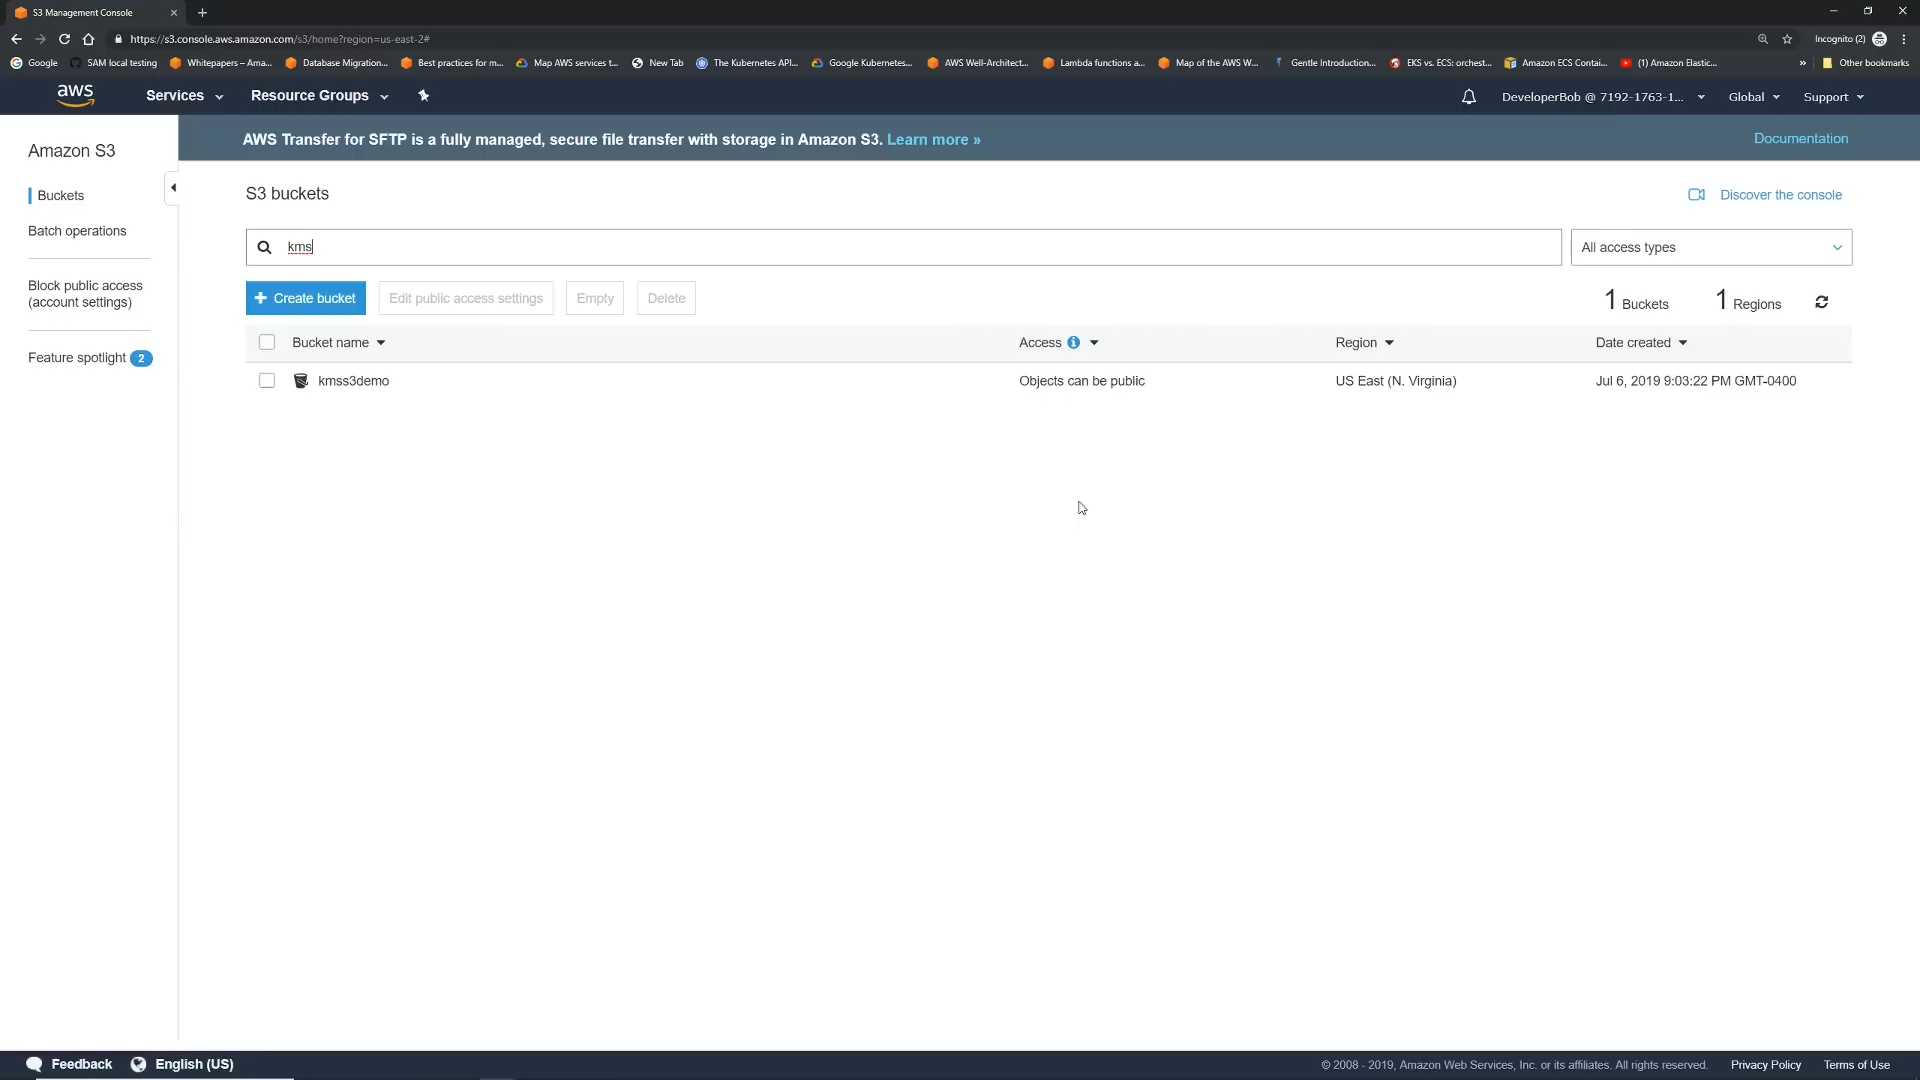 S3 Management Console
https://s3.console.aws.amazon.com/s3/home?region=us-east-2#
Incognito (2)
Google
SAM local testing
Whitepapers – Ama...
Database Migration...
Best practices for m...
Map AWS services t...
New Tab
The Kubernetes API...
Google Kubernetes...
AWS Well-Architect...
Lambda functions a...
Map of the AWS W...
Gentle Introduction...
EKS vs. ECS: orchest...
Amazon ECS Contai...
(1) Amazon Elastic...
»
Other bookmarks
aws
Services
Resource Groups
DeveloperBob @ 7192-1763-1...
Global
Support
Amazon S3
Buckets
Batch operations
Block public access
(account settings)
Feature spotlight 2
AWS Transfer for SFTP is a fully managed, secure file transfer with storage in Amazon S3. Learn more »
Documentation
S3 buckets
Discover the console
kms
All access types
Create bucket
Edit public access settings
Empty
Delete
1 Buckets
1 Regions
Bucket name
Access
Region
Date created
kmss3demo
Objects can be public
US East (N. Virginia)
Jul 6, 2019 9:03:22 PM GMT-0400
Feedback
English (US)
© 2008 - 2019, Amazon Web Services, Inc. or its affiliates. All rights reserved.
Privacy Policy
Terms of Use